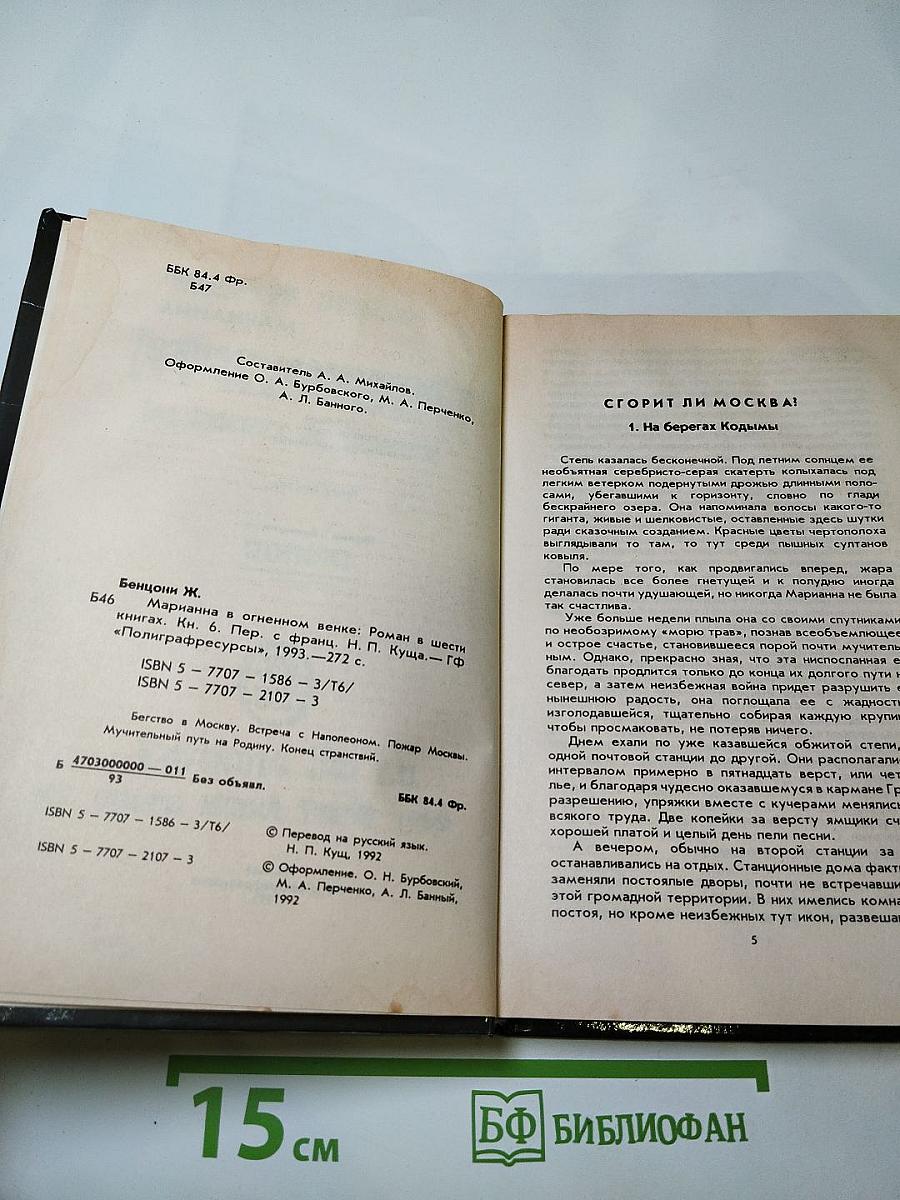 ББК 84.4 Фр.
Б47
Составитель А. А. Михайлов.
Оформление О. А. Бурбовского, М. А. Перченко,
А. Л. Банного.
Бенцони Ж.
Б46 Марианна в огненном венке: Роман в шести
книгах. Кн. 6. Пер. с франц. Н. П. Куща.— Гф
«Полиграфресурсы», 1993.—272 с.
ISBN 5 — 7707 — 1586 — 3/Т6/
ISBN 5 — 7707 — 2107 — 3
Бегство в Москву. Встреча с Наполеоном. Пожар Москвы.
Мучительный путь на Родину. Конец странствий.
Б 4703000000 — 011 Без объявл.
93
ББК 84.4 Фр.
ISBN 5 — 7707 — 1586 — 3/Т6/
ISBN 5 — 7707 — 2107 — 3
© Перевод на русский язык.
Н. П. Кущ, 1992
© Оформление. О. Н. Бурбовский,
М. А. Перченко, А. Л. Банный,
1992
СГОРИТ ЛИ МОСКВА?
1. На берегах Кодымы
Степь казалась бесконечной. Под летним солнцем ее
необъятная серебристо-серая скатерть колыхалась под
легким ветерком подернутыми дрожью длинными поло-
сами, убегавшими к горизонту, словно по глади
бескрайнего озера. Она напоминала волосы какого-то
гиганта, живые и шелковистые, оставленные здесь шутки
ради сказочным созданием. Красные цветы чертополоха
выглядывали то там, то тут среди пышных султанов
ковыля.
По мере того, как продвигались вперед, жара
становилась все более гнетущей и к полудню иногда
делалась почти удушающей, но никогда Марианна не была
так счастлива.
Уже больше недели плыла она со своими спутниками
по необозримому «морю трав», познав всеобъемлющее
и острое счастье, становившееся порой почти мучитель-
ным. Однако, прекрасно зная, что эта ниспосланная
благодать продлится только до конца их долгого пути
север, а затем неизбежная война придет разрушить
нынешнюю радость, она поглощала ее с жадность
изголодавшейся, тщательно собирая каждую крупи
чтобы просмаковать, не потеряв ничего.
Днем ехали по уже казавшейся обжитой степи,
одной почтовой станции до другой. Они располагали
интервалом примерно в пятнадцать верст, или чет
лье, и благодаря чудесно оказавшемуся в кармане Гр
разрешению, упряжки вместе с кучерами менялись
всякого труда. Две копейки за версту ямщики сч
хорошей платой и целый день пели песни.
А вечером, обычно на второй станции за
останавливались на отдых. Станционные дома факт
заменяли постоялые дворы, почти не встречавши
этой громадной территории. В них имелись комна
постоя, но кроме неизбежных тут икон, развеша
5
15 см
БФ БИБЛИОФАН